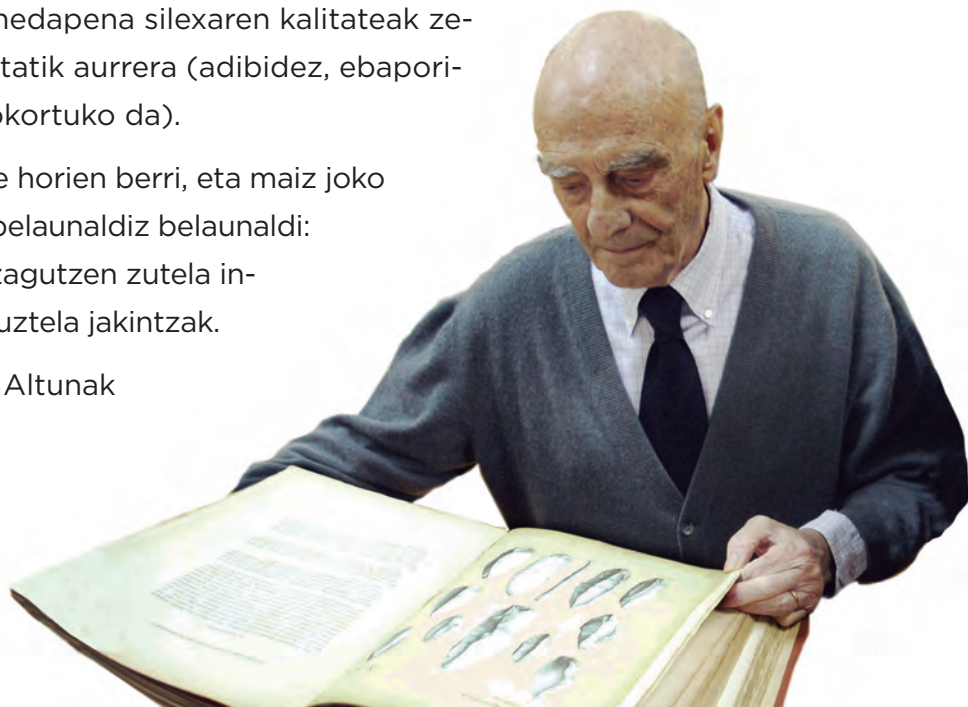 nedapena silexaren kalitateak ze-
tatik aurrera (adibidez, ebapori-
okortuko da).
e horien berri, eta maiz joko
belaunaldiz belaunaldi:
zagutzen zutela in-
uztela jakintzak.
Altunak